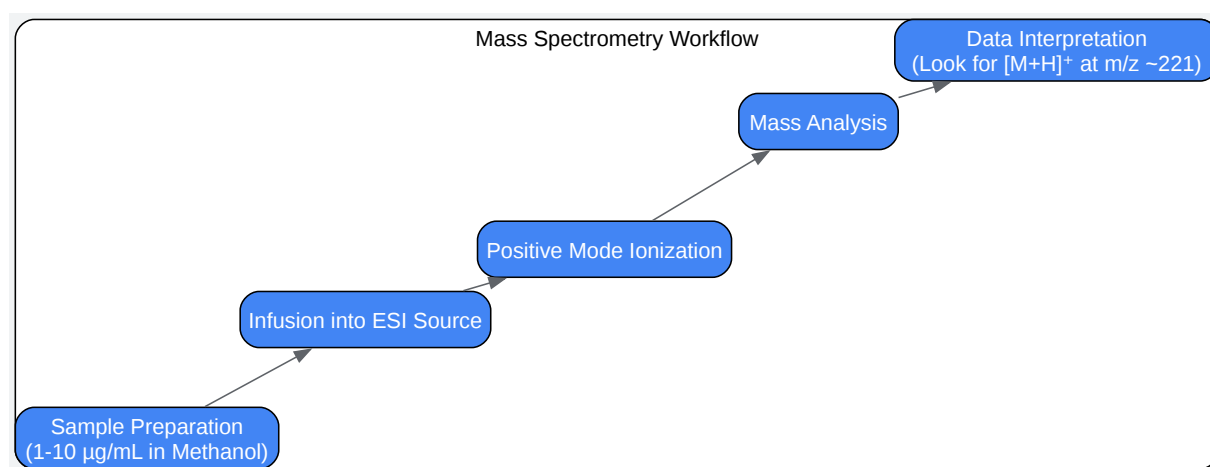 Mass Spectrometry Workflow
Data Interpretation
(Look for [M+H]⁺ at m/z ~221)
Mass Analysis
Positive Mode Ionization
Infusion into ESI Source
Sample Preparation
(1-10 µg/mL in Methanol)